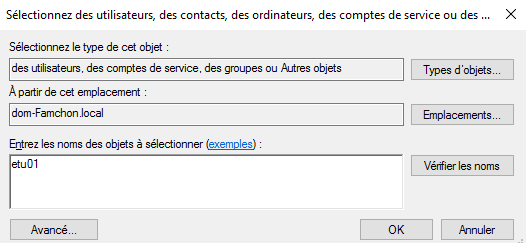 Sélectionnez des utilisateurs, des contacts, des ordinateurs, des comptes de service ou des ...
Sélectionnez le type de cet objet :
des utilisateurs, des comptes de service, des groupes ou Autres objets
Types d'objets...
À partir de cet emplacement :
dom-Famchon.local
Emplacements...
Entrez les noms des objets à sélectionner (exemples) :
etu01
Vérifier les noms
Avancé...
OK
Annuler